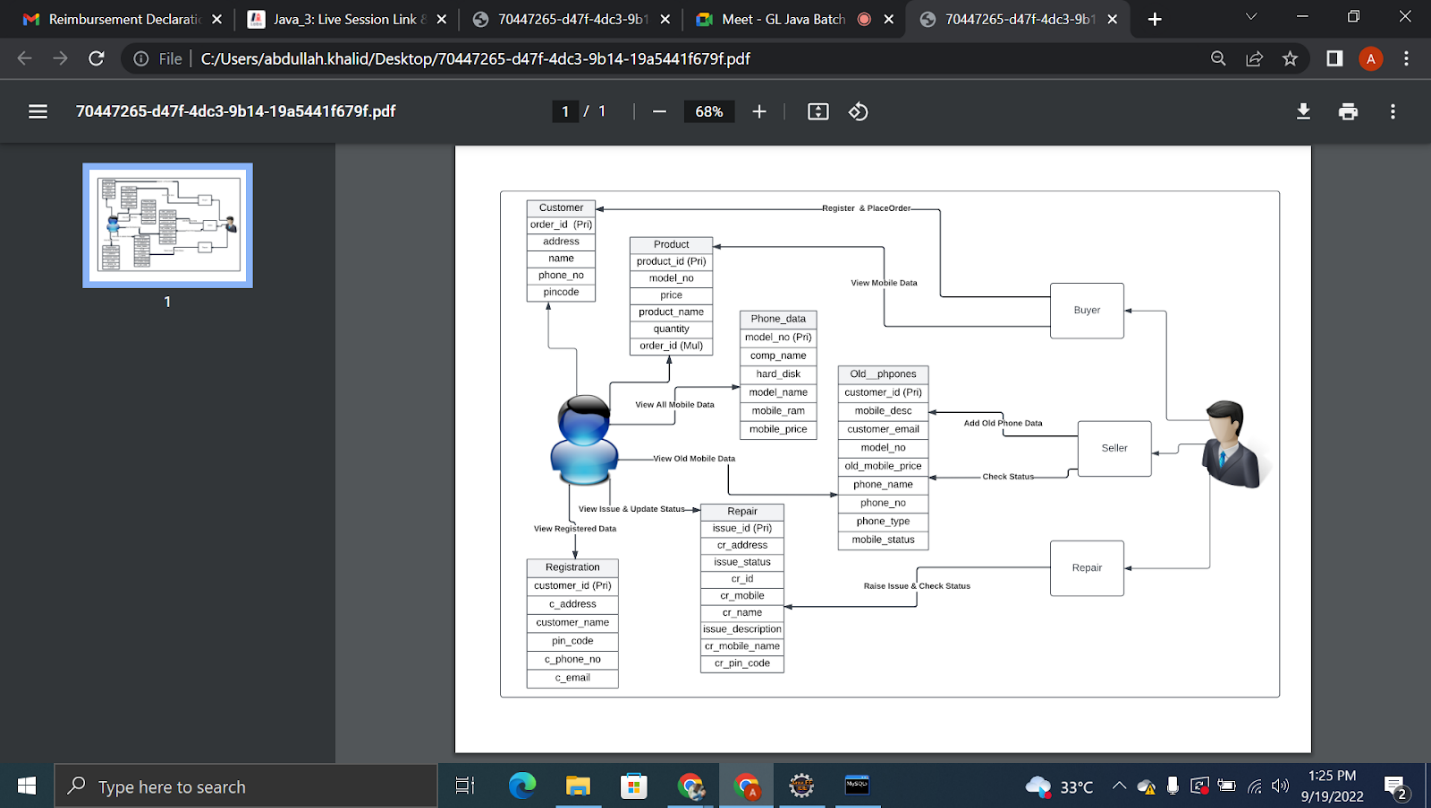 Reimbursement Declaratic
Java_3: Live Session Link &
70447265-d47f-4dc3-9b1
Meet - GL Java Batch
70447265-d47f-4dc3-9b1
File
C:/Users/abdullah.khalid/Desktop/70447265-d47f-4dc3-9b14-19a5441f679f.pdf
A
70447265-d47f-4dc3-9b14-19a5441f679f.pdf
1 / 1
68%
1
Customer
order_id (Pri)
address
name
phone_no
pincode
Register & PlaceOrder
Product
product_id (Pri)
model_no
price
product_name
quantity
order_id (Mul)
View Mobile Data
Buyer
Phone_data
model_no (Pri)
comp_name
hard_disk
model_name
mobile_ram
mobile_price
View All Mobile Data
Old__phpones
customer_id (Pri)
mobile_desc
customer_email
model_no
old_mobile_price
phone_name
phone_no
phone_type
mobile_status
Add Old Phone Data
Seller
Check Status
View Old Mobile Data
View Issue & Update Status
View Registered Data
Repair
issue_id (Pri)
cr_address
issue_status
cr_id
cr_mobile
cr_name
issue_description
cr_mobile_name
cr_pin_code
Raise Issue & Check Status
Repair
Registration
customer_id (Pri)
c_address
customer_name
pin_code
c_phone_no
c_email
Type here to search
A
MySQL
33°C
1:25 PM
9/19/2022
2